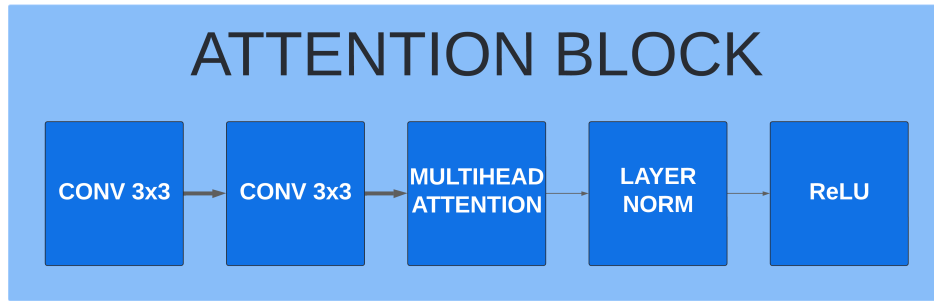 ATTENTION BLOCK
CONV 3x3
CONV 3x3
MULTIHEAD
ATTENTION
LAYER
NORM
ReLU